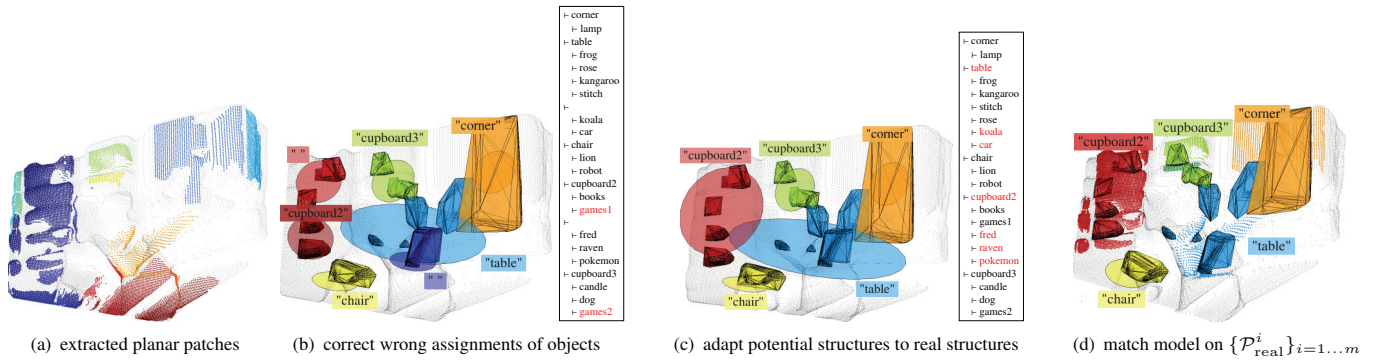 "corner"
"cupboard3"
" "
"cupboard2"
"table"
" "
"chair"
⊢ corner
⊢ lamp
⊢ table
⊢ frog
⊢ rose
⊢ kangaroo
⊢ stitch
⊢
⊢ koala
⊢ car
⊢ chair
⊢ lion
⊢ robot
⊢ cupboard2
⊢ books
⊢ games1
⊢
⊢ fred
⊢ raven
⊢ pokemon
⊢ cupboard3
⊢ candle
⊢ dog
⊢ games2
"cupboard2"
"cupboard3"
"corner"
"chair"
"table"
⊢ corner
⊢ lamp
⊢ table
⊢ frog
⊢ kangaroo
⊢ stitch
⊢ rose
⊢ koala
⊢ car
⊢ chair
⊢ lion
⊢ robot
⊢ cupboard2
⊢ books
⊢ games1
⊢ fred
⊢ raven
⊢ pokemon
⊢ cupboard3
⊢ candle
⊢ dog
⊢ games2
"corner"
"cupboard3"
"cupboard2"
"table"
"chair"
(a) extracted planar patches
(b) correct wrong assignments of objects
(c) adapt potential structures to real structures
(d) match model on {𝒫ⁱ_real}ᵢ₌₁…ₘ